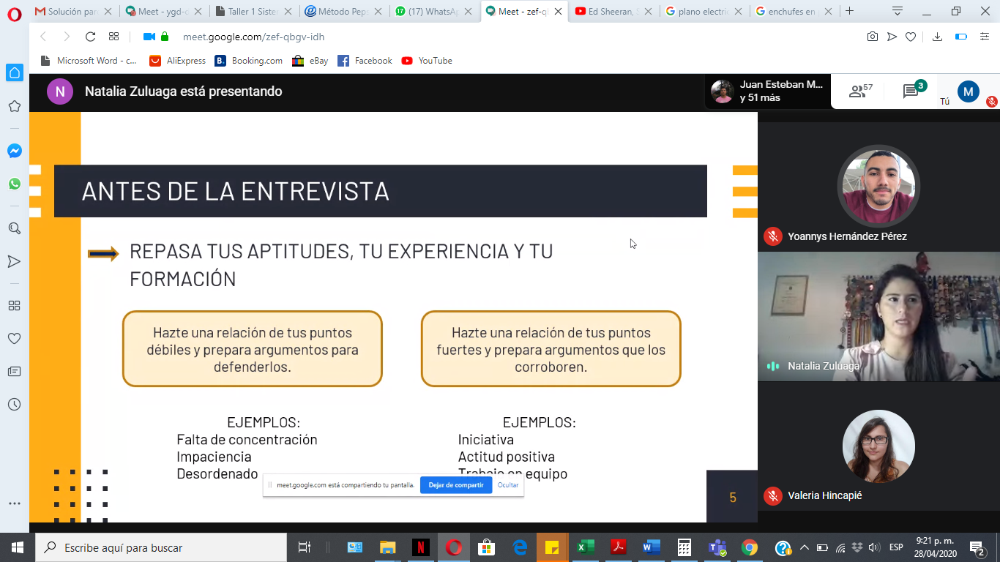 Solución par
Meet - ygd-
Taller 1 Siste
Método Peps
(17) WhatsA
Meet - zef-q
Ed Sheeran,
plano electri
enchufes en
meet.google.com/zef-qbgv-idh
Microsoft Word - c...
AliExpress
Booking.com
eBay
Facebook
YouTube
N
Natalia Zuluaga está presentando
Juan Esteban M...
y 51 más
57
3
Tú
M
ANTES DE LA ENTREVISTA
REPASA TUS APTITUDES, TU EXPERIENCIA Y TU
FORMACIÓN
Hazte una relación de tus puntos
débiles y prepara argumentos para
defenderlos.
Hazte una relación de tus puntos
fuertes y prepara argumentos que los
corroboren.
EJEMPLOS:
Falta de concentración
Impaciencia
Desordenado
EJEMPLOS:
Iniciativa
Actitud positiva
Trabajo en equipo
meet.google.com está compartiendo tu pantalla.
Dejar de compartir
Ocultar
5
Yoannys Hernández Pérez
Natalia Zuluaga
Valeria Hincapié
Escribe aquí para buscar
ESP
9:21 p. m.
28/04/2020
2